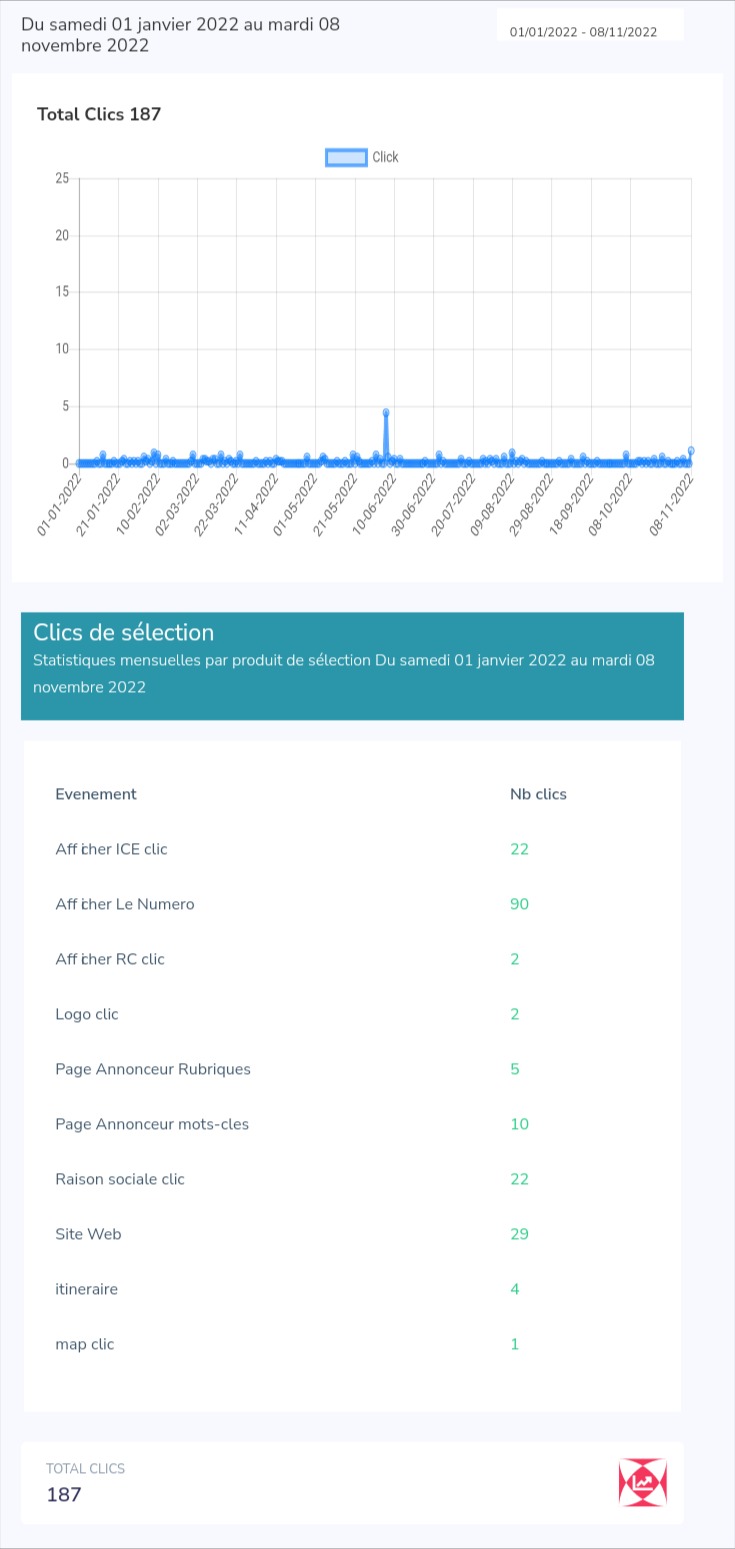 Du samedi 01 janvier 2022 au mardi 08
novembre 2022
01/01/2022 - 08/11/2022
Total Clics 187
Click
25
20
15
10
5
0
01-01-2022
21-01-2022
10-02-2022
02-03-2022
22-03-2022
11-04-2022
01-05-2022
21-05-2022
10-06-2022
30-06-2022
20-07-2022
09-08-2022
29-08-2022
18-09-2022
08-10-2022
08-11-2022
Clics de sélection
Statistiques mensuelles par produit de sélection Du samedi 01 janvier 2022 au mardi 08
novembre 2022
Evenement Nb clics
Afficher ICE clic 22
Afficher Le Numero 90
Afficher RC clic 2
Logo clic 2
Page Annonceur Rubriques 5
Page Annonceur mots-cles 10
Raison sociale clic 22
Site Web 29
itineraire 4
map clic 1
TOTAL CLICS
187